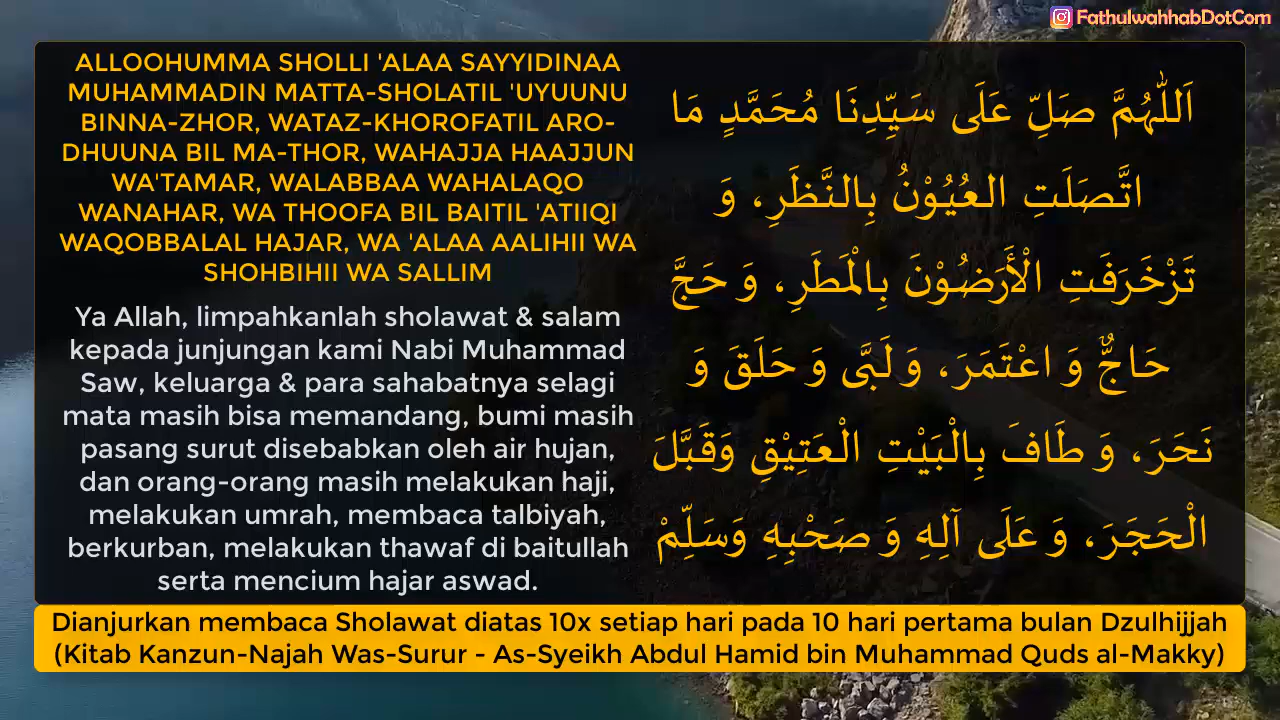 FathulwahhabDotCom
ALLOOHUMMA SHOLLI 'ALAA SAYYIDINAA
MUHAMMADIN MATTA-SHOLATIL 'UYUUNU
BINNA-ZHOR, WATAZ-KHOROFATIL ARO-
DHUUNA BIL MA-THOR, WAHAJJA HAAJJUN
WA'TAMAR, WALABBAA WAHALAQO
WANAHAR, WA THOOFA BIL BAITIL 'ATIIQI
WAQOBBALAL HAJAR, WA 'ALAA AALIHII WA
SHOHBIHII WA SALLIM
Ya Allah, limpahkanlah sholawat & salam
kepada junjungan kami Nabi Muhammad
Saw, keluarga & para sahabatnya selagi
mata masih bisa memandang, bumi masih
pasang surut disebabkan oleh air hujan,
dan orang-orang masih melakukan haji,
melakukan umrah, membaca talbiyah,
berkurban, melakukan thawaf di baitullah
serta mencium hajar aswad.
اَللّٰهُمَّ صَلِّ عَلَى سَيِّدِنَا مُحَمَّدٍ مَا
اتَّصَلَتِ العُيُوْنُ بِالنَّظَرِ، وَ
تَزْخَرَفَتِ الْأَرَضُوْنَ بِالْمَطَرِ، وَ حَجَّ
حَاجٌّ وَ اعْتَمَرَ، وَ لَبَّى وَ حَلَقَ وَ
نَحَرَ، وَ طَافَ بِالْبَيْتِ الْعَتِيْقِ وَقَبَّلَ
الْحَجَرَ، وَ عَلَى آلِهِ وَ صَحْبِهِ وَسَلِّمْ
Dianjurkan membaca Sholawat diatas 10x setiap hari pada 10 hari pertama bulan Dzulhijjah
(Kitab Kanzun-Najah Was-Surur - As-Syeikh Abdul Hamid bin Muhammad Quds al-Makky)